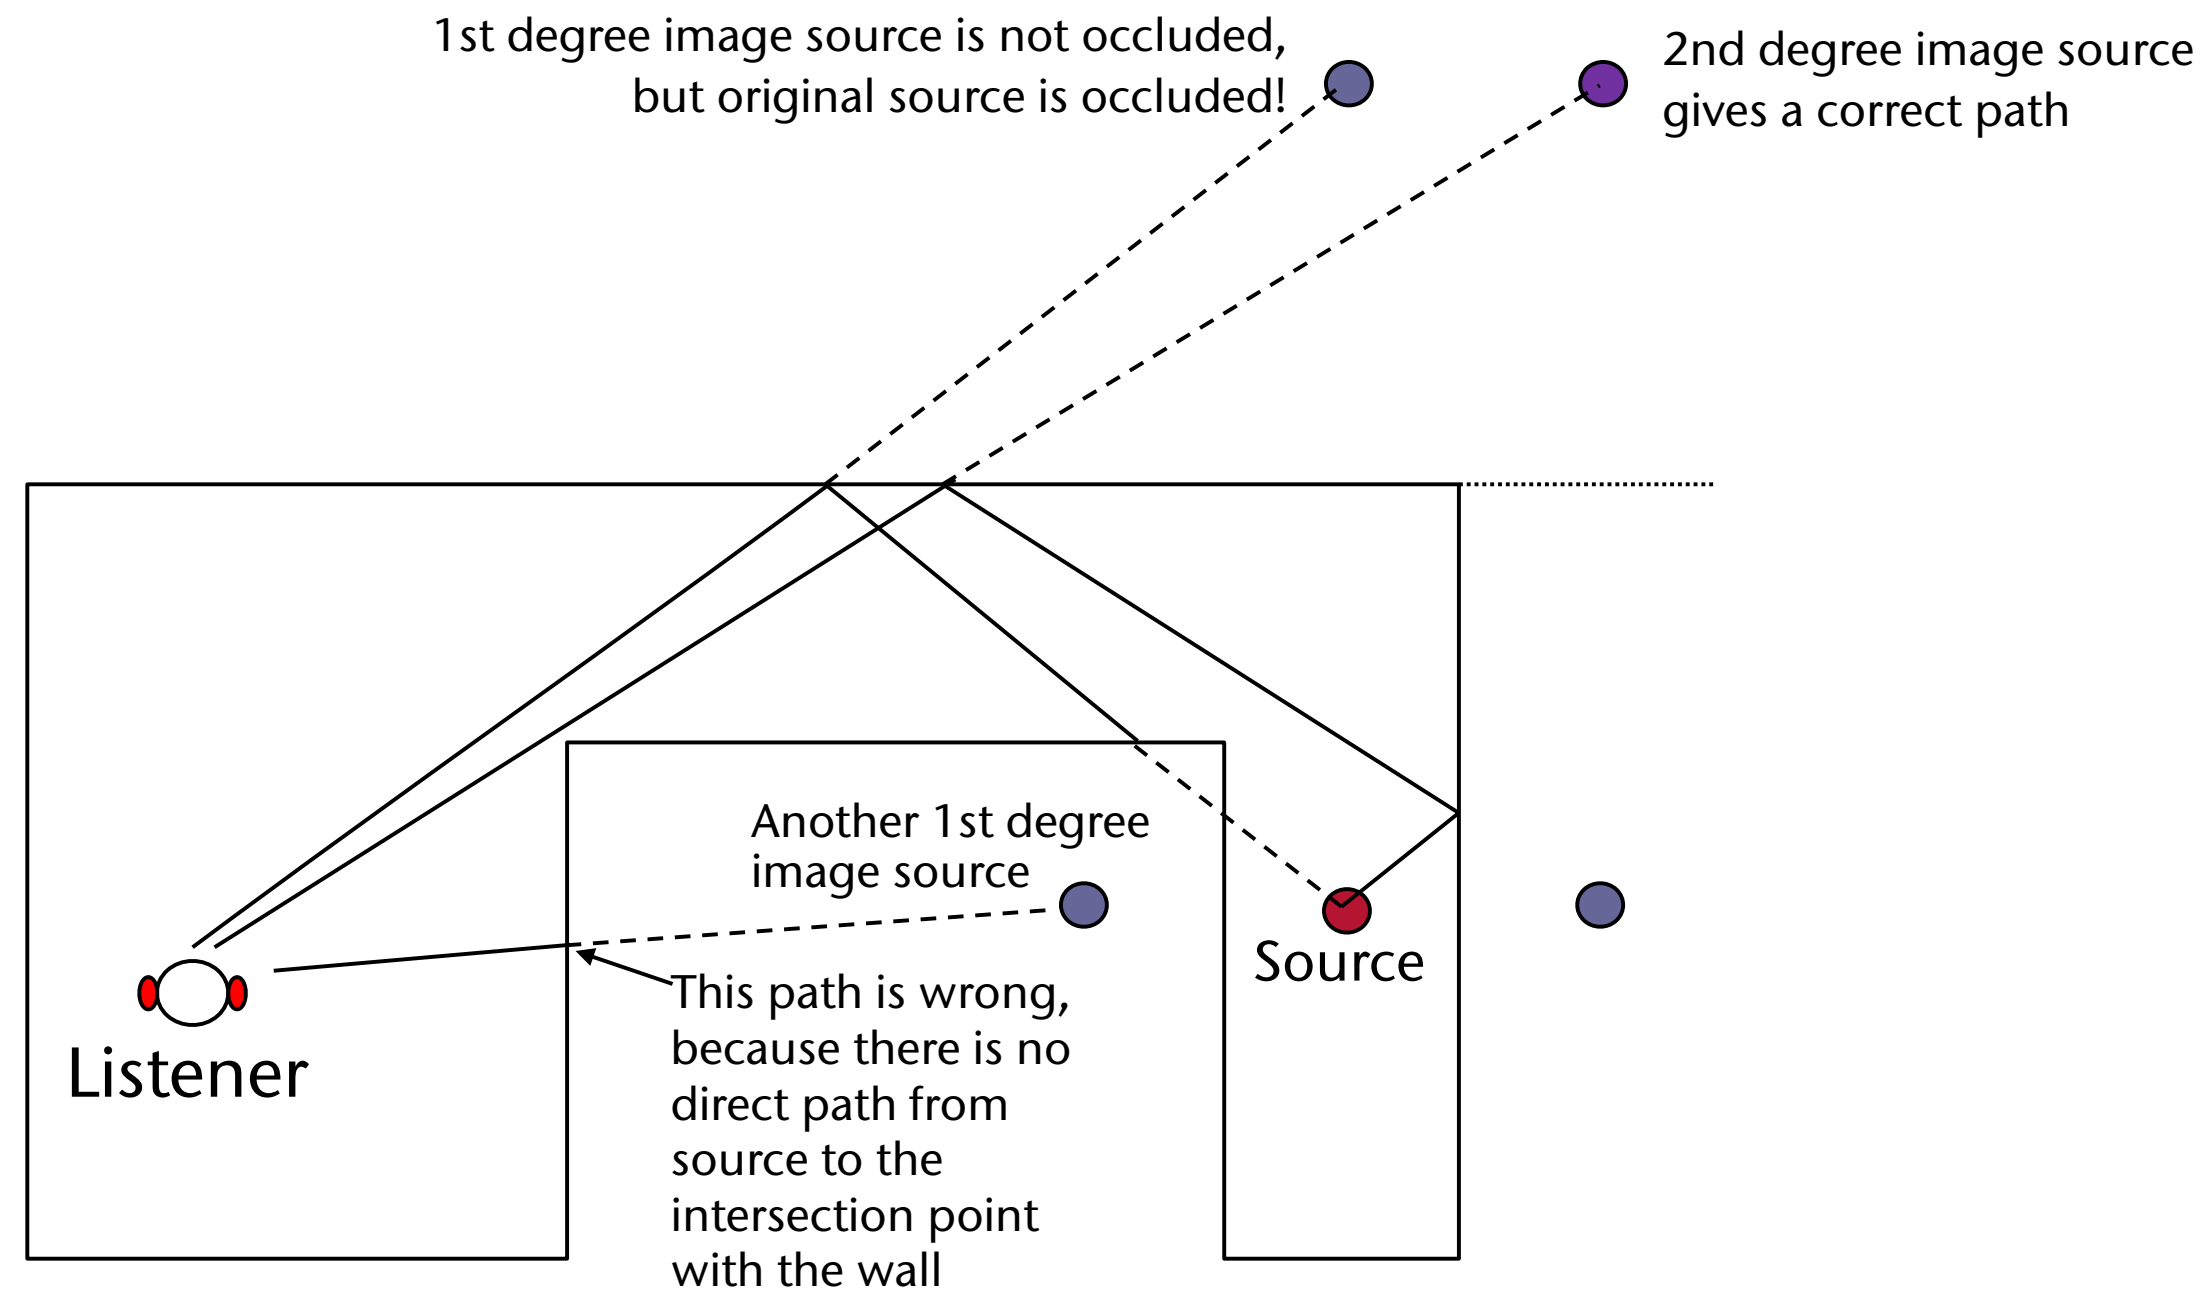 1st degree image source is not occluded,
but original source is occluded!
2nd degree image source
gives a correct path
Another 1st degree
image source
Source
Listener
This path is wrong,
because there is no
direct path from
source to the
intersection point
with the wall